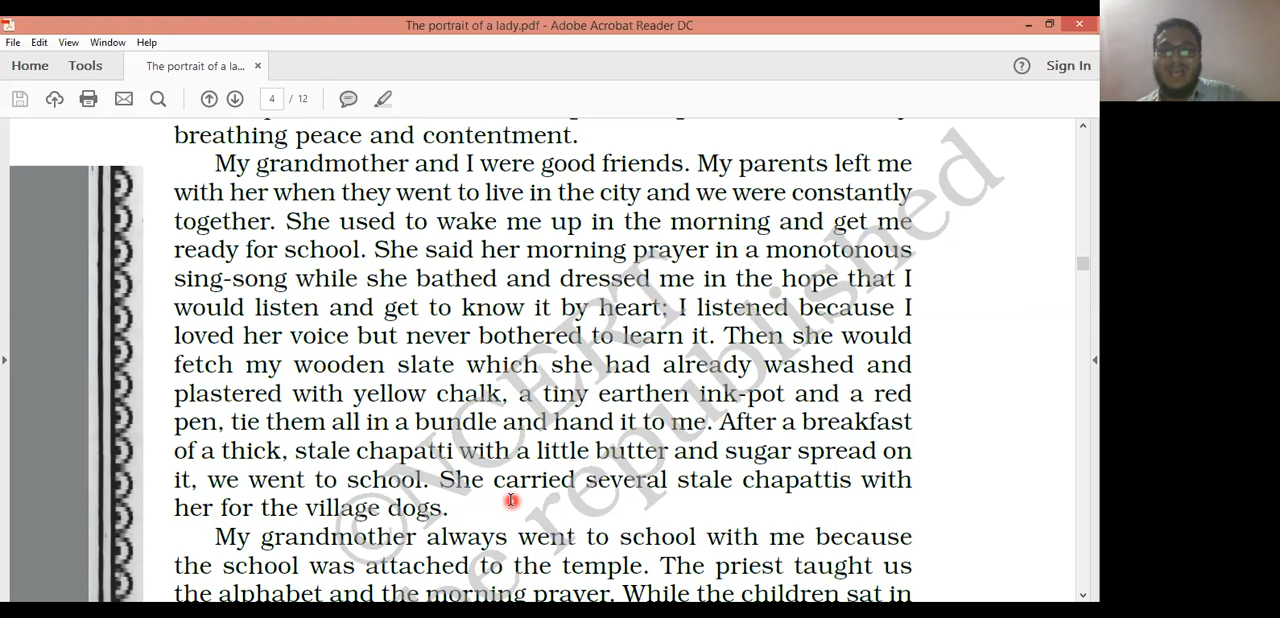 The portrait of a lady.pdf - Adobe Acrobat Reader DC
File Edit View Window Help
Home Tools The portrait of a la... × ? Sign In
4 / 12
breathing peace and contentment.
My grandmother and I were good friends. My parents left me
with her when they went to live in the city and we were constantly
together. She used to wake me up in the morning and get me
ready for school. She said her morning prayer in a monotonous
sing-song while she bathed and dressed me in the hope that I
would listen and get to know it by heart; I listened because I
loved her voice but never bothered to learn it. Then she would
fetch my wooden slate which she had already washed and
plastered with yellow chalk, a tiny earthen ink-pot and a red
pen, tie them all in a bundle and hand it to me. After a breakfast
of a thick, stale chapatti with a little butter and sugar spread on
it, we went to school. She carried several stale chapattis with
her for the village dogs.
My grandmother always went to school with me because
the school was attached to the temple. The priest taught us
the alphabet and the morning prayer. While the children sat in
©NCERT
be republished